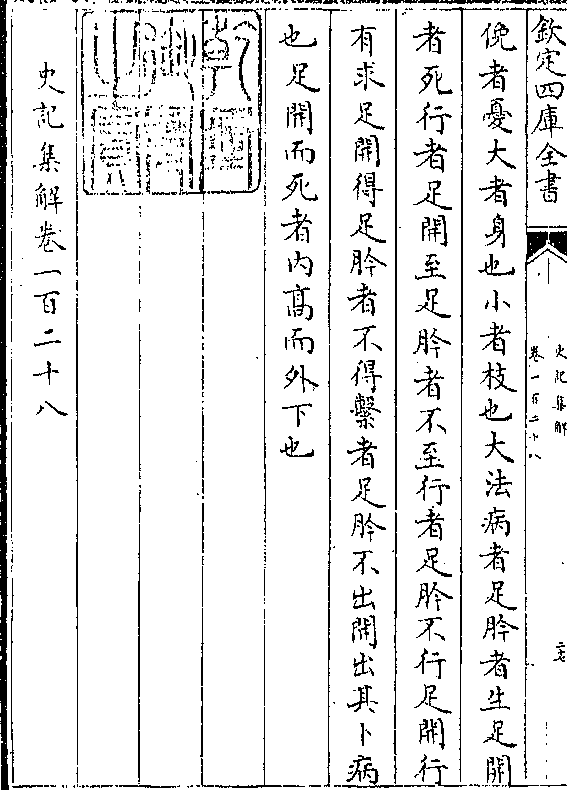 欽定四庫全書
史記集解
卷一百二十八
俛者憂大者身也小者枝也大法病者足肣者生足開
者死行者足開至足肣者不至行者足肣不行足開行
有求足開得足肣者不得繫者足肣不出開出其卜病
也足開而死者内髙而外下也
史記集解卷一百二十八